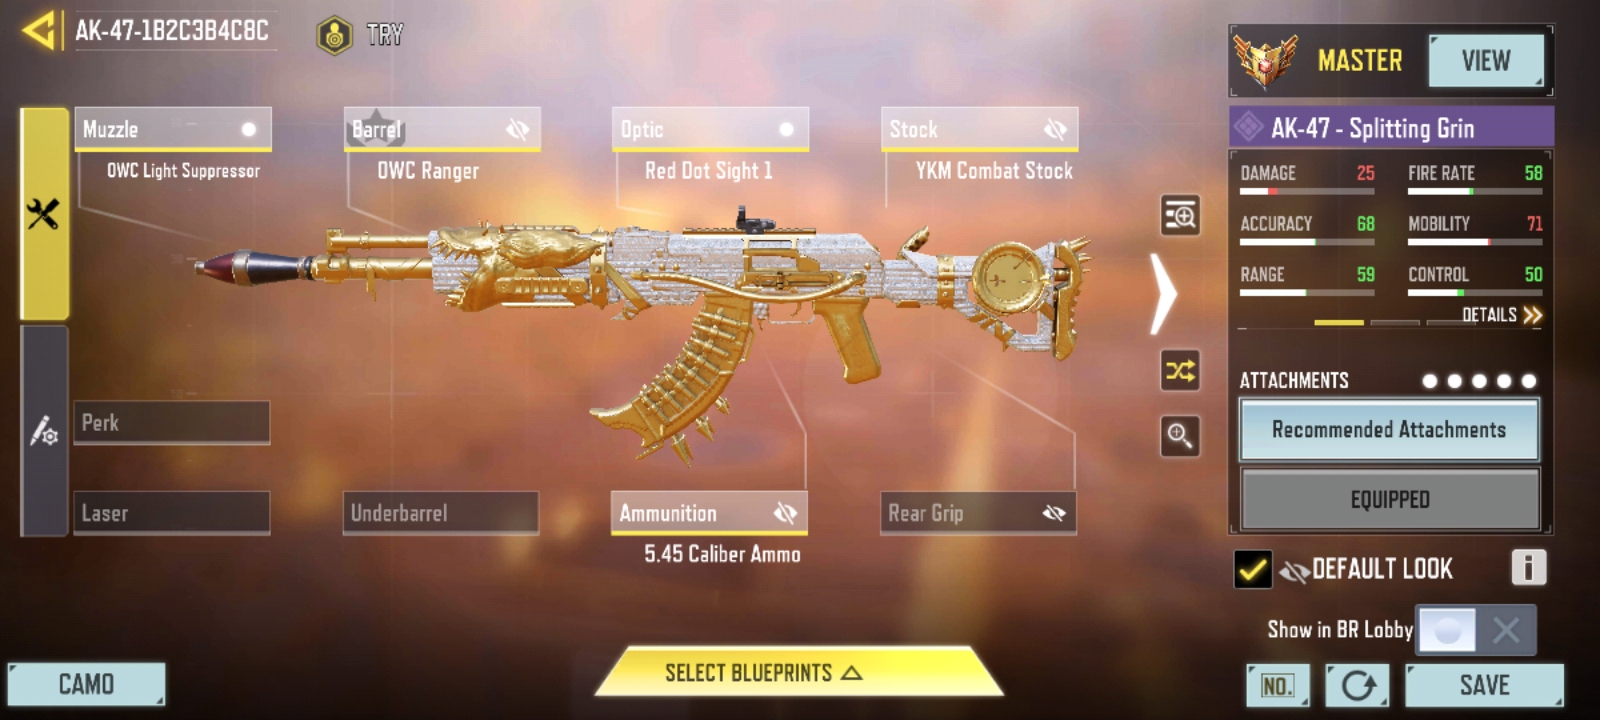 AK-47-1B2C3B4C8C
TRY
MASTER
VIEW
Muzzle
Barrel
Optic
Stock
OWC Light Suppressor
OWC Ranger
Red Dot Sight 1
YKM Combat Stock
AK-47 - Splitting Grin
DAMAGE 25 FIRE RATE 58
ACCURACY 68 MOBILITY 71
RANGE 59 CONTROL 50
DETAILS
ATTACHMENTS
Recommended Attachments
EQUIPPED
Perk
Laser
Underbarrel
Ammunition
Rear Grip
5.45 Caliber Ammo
DEFAULT LOOK
i
Show in BR Lobby
CAMO
SELECT BLUEPRINTS
NO.
SAVE